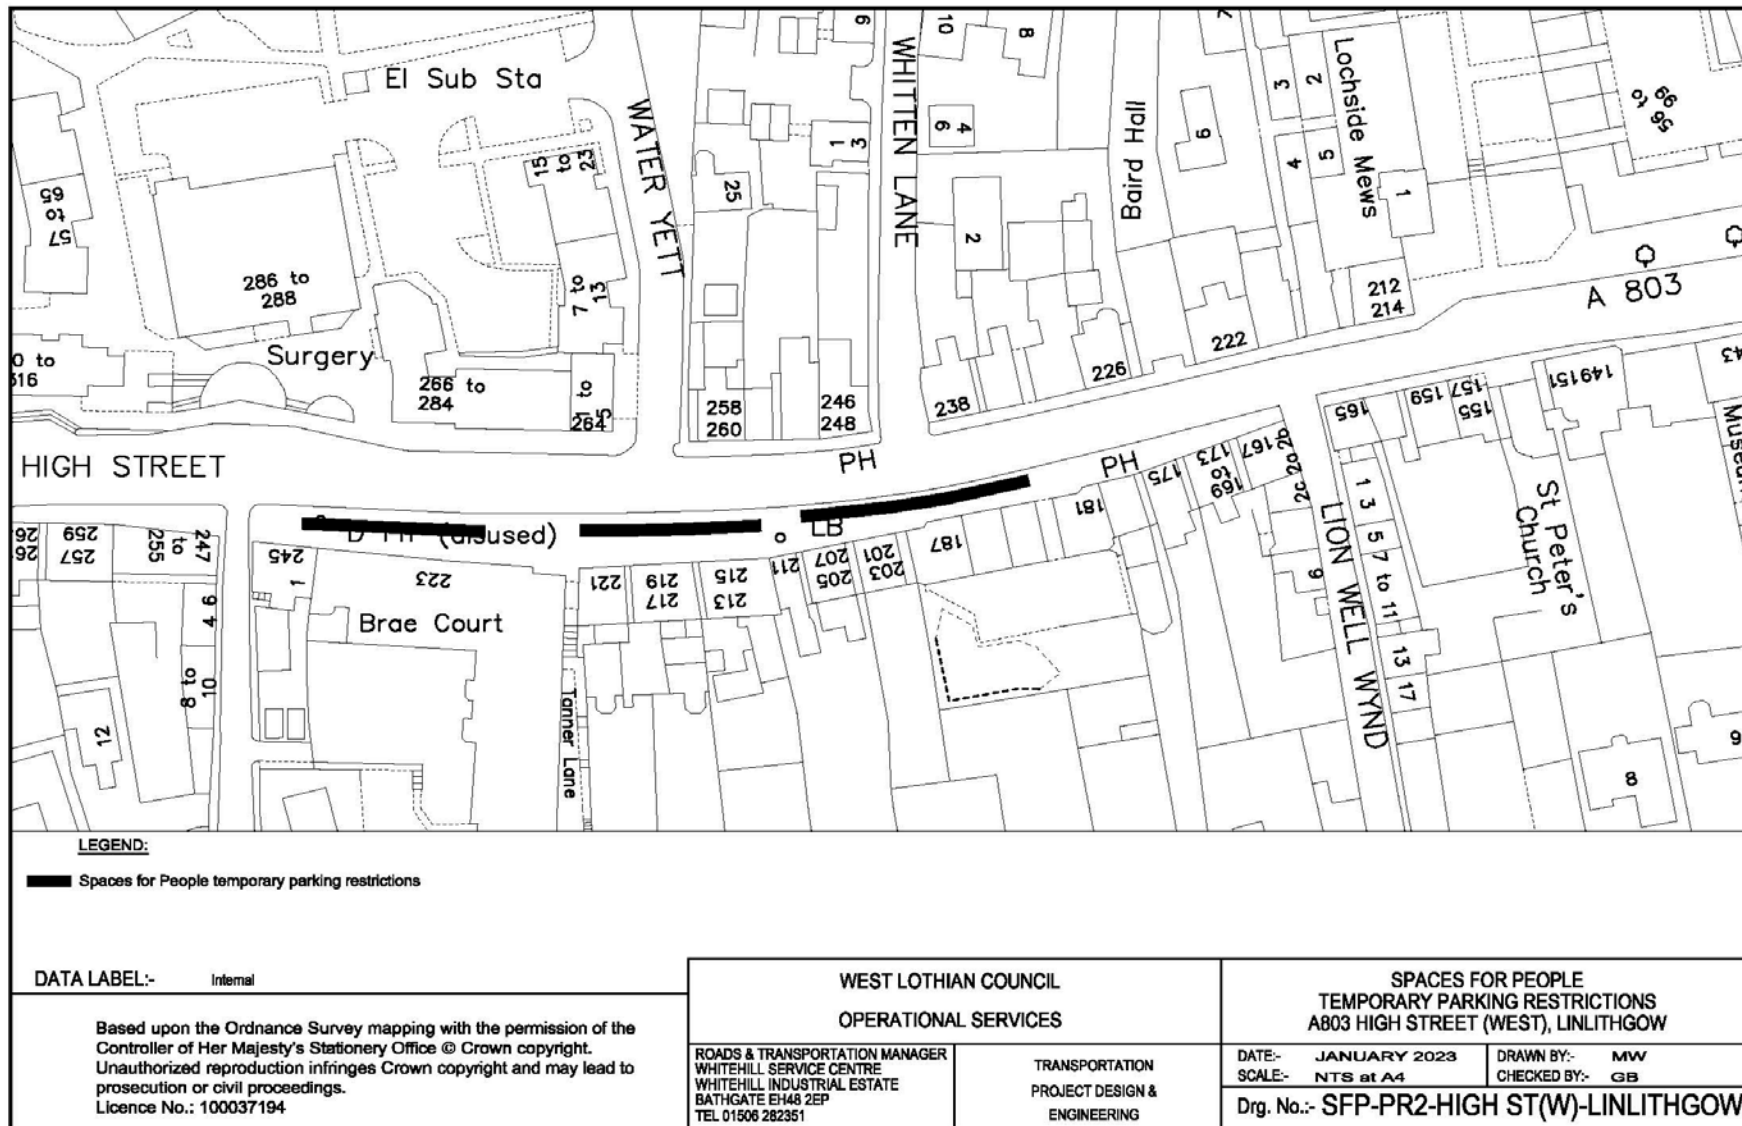 El Sub Sta
WATER YETT
WHITTEN LANE
Baird Hall
Lochside Mews
A 803
HIGH STREET
Surgery
PH
PH
LB
(disused)
Brae Court
Tanner Lane
LION WELL WYND
St Peter's
Church
57
to
65
286 to
288
15
to
23
7 to
13
266 to
284
264
25
258
260
246
248
1
3
9
10
8
6
4
2
238
226
222
212
214
6
3
2
4
5
1
56
to
99
259
257
255
to
247
245
1
223
221
219
217
215
213
211
207
205
201
203
187
181
175
173
to
169
167
2a
2b
2c
165
159
157
155
151
149
43
1
3
5
7 to
11
13
17
9
4
6
8 to
10
12
8
6
LEGEND:
Spaces for People temporary parking restrictions
DATA LABEL:- Internal
Based upon the Ordnance Survey mapping with the permission of the
Controller of Her Majesty's Stationery Office © Crown copyright.
Unauthorized reproduction infringes Crown copyright and may lead to
prosecution or civil proceedings.
Licence No.: 100037194
WEST LOTHIAN COUNCIL
OPERATIONAL SERVICES
ROADS & TRANSPORTATION MANAGER
WHITEHILL SERVICE CENTRE
WHITEHILL INDUSTRIAL ESTATE
BATHGATE EH48 2EP
TEL 01506 282351
TRANSPORTATION
PROJECT DESIGN &
ENGINEERING
SPACES FOR PEOPLE
TEMPORARY PARKING RESTRICTIONS
A803 HIGH STREET (WEST), LINLITHGOW
DATE:- JANUARY 2023
DRAWN BY:- MW
SCALE:- NTS at A4
CHECKED BY:- GB
Drg. No.:- SFP-PR2-HIGH ST(W)-LINLITHGOW